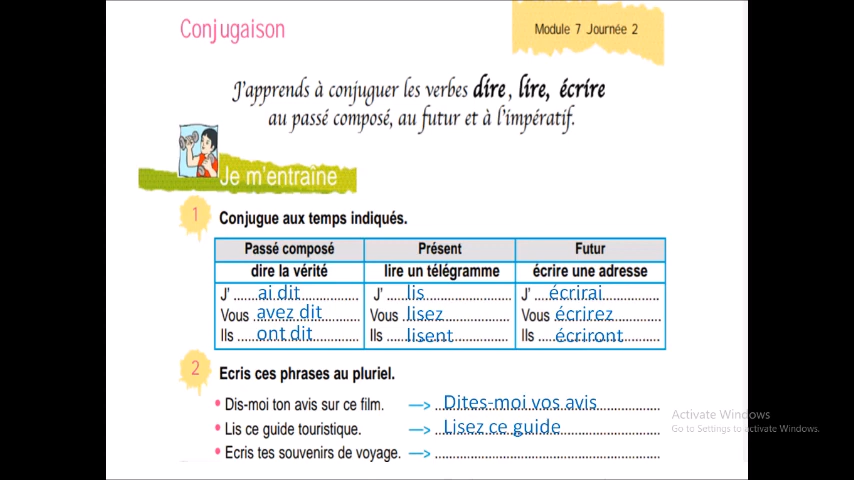 Conjugaison
Module 7 Journée 2
J'apprends à conjuguer les verbes dire, lire, écrire
au passé composé, au futur et à l'impératif.
Je m'entraîne
1 Conjugue aux temps indiqués.
Passé composé Présent Futur
dire la vérité lire un télégramme écrire une adresse
J' ai dit J' lis J' écrirai
Vous avez dit Vous lisez Vous écrirez
Ils ont dit Ils lisent Ils écriront
2 Ecris ces phrases au pluriel.
• Dis-moi ton avis sur ce film. —> Dites-moi vos avis
• Lis ce guide touristique. —> Lisez ce guide
• Ecris tes souvenirs de voyage. —>
Activate Windows
Go to Settings to activate Windows.